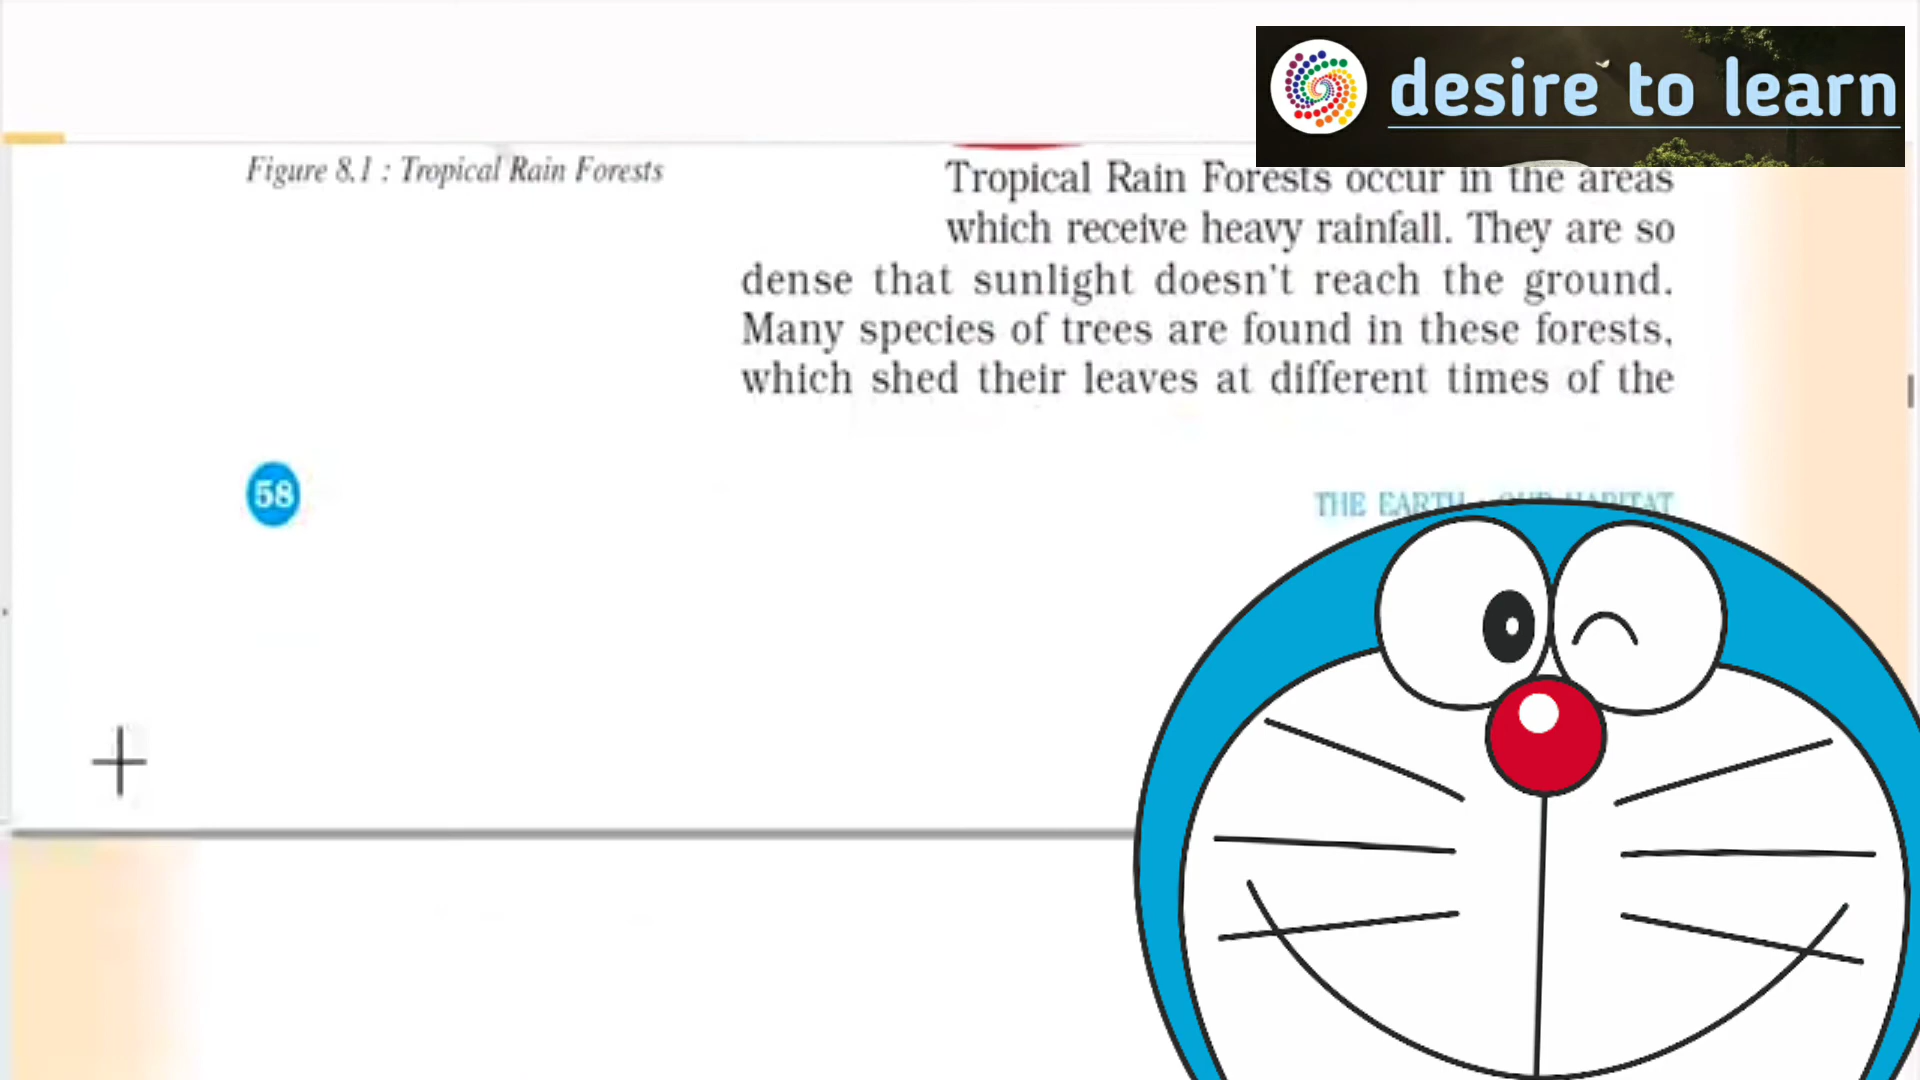 desire to learn
Figure 8.1 : Tropical Rain Forests
Tropical Rain Forests occur in the areas
which receive heavy rainfall. They are so
dense that sunlight doesn't reach the ground.
Many species of trees are found in these forests,
which shed their leaves at different times of the
58
THE EARTH : OUR HABITAT